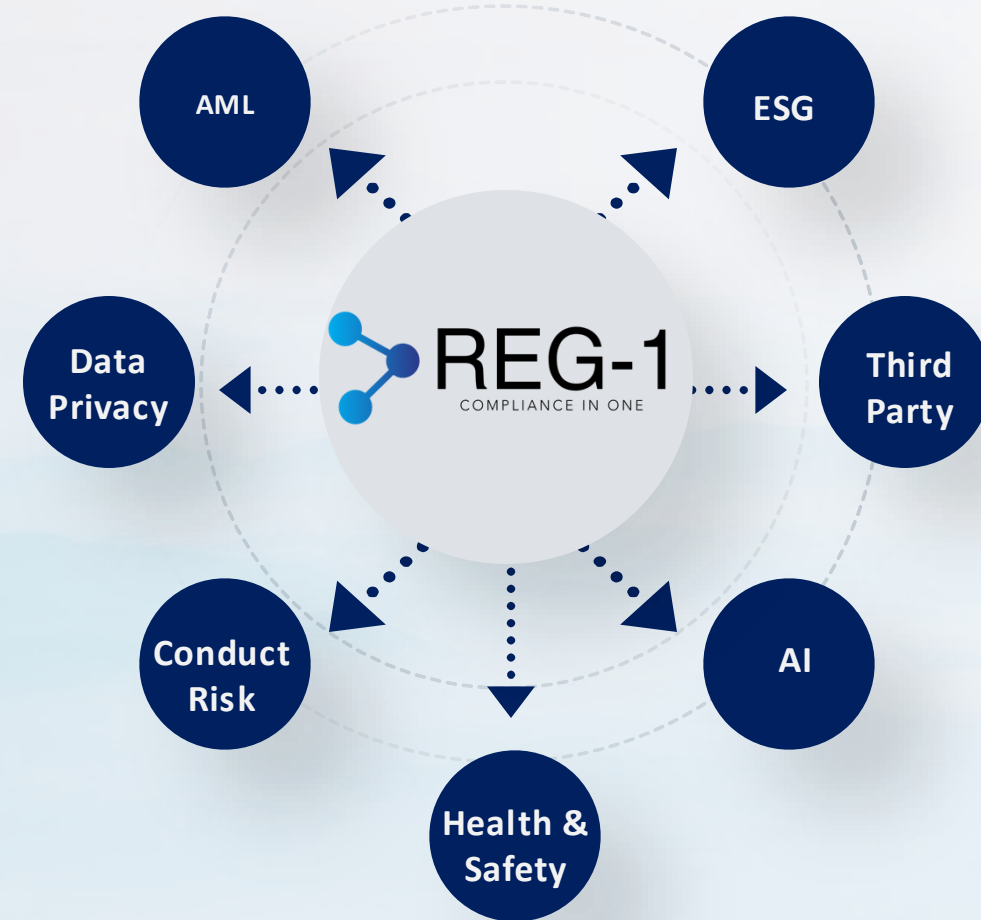 AML
ESG
REG-1
COMPLIANCE IN ONE
Data
Privacy
Third
Party
Conduct
Risk
AI
Health &
Safety